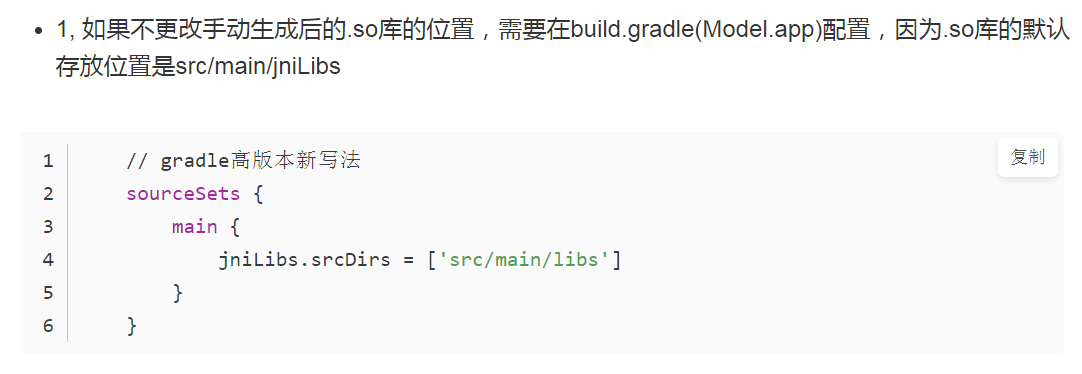 • 1, 如果不更改手动生成后的.so库的位置，需要在build.gradle(Model.app)配置，因为.so库的默认
存放位置是src/main/jniLibs
复制
1 // gradle高版本新写法
2 sourceSets {
3 main {
4 jniLibs.srcDirs = ['src/main/libs']
5 }
6 }